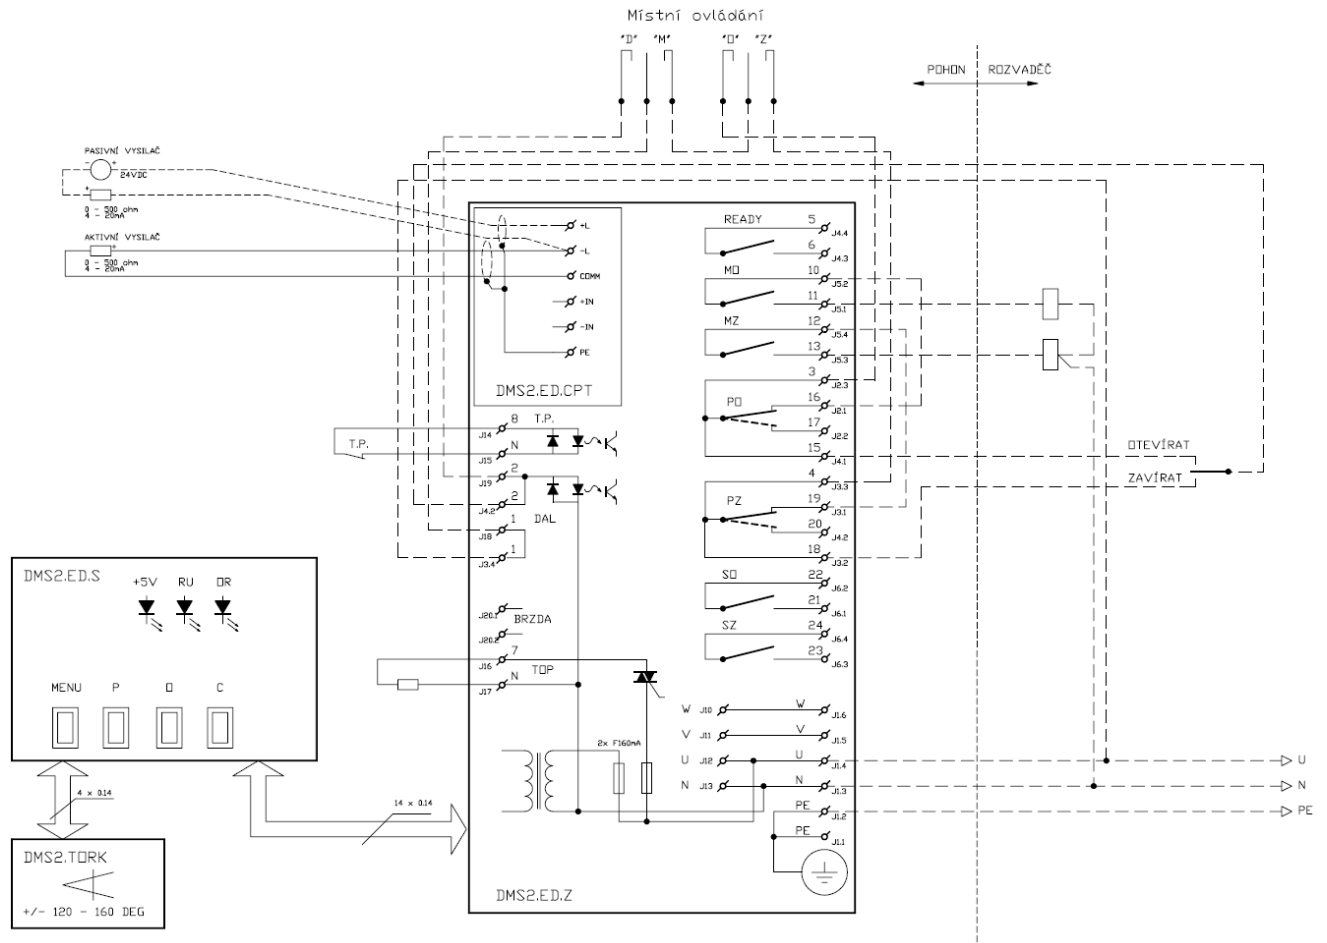 Místní ovládání
"D" "M" "O" "Z"
POHON ROZVADĚČ
PASIVNÍ VYSILAČ
- +
24VDC
+
0 - 500 ohm
4 - 20mA
AKTIVNÍ VYSILAČ
+
0 - 500 ohm
4 - 20mA
+L
-L
COMM
+IN
-IN
PE
DMS2.ED.CPT
READY 5 J4.4
6 J4.3
MO 10 J5.2
11 J5.1
MZ 12 J5.4
13 J5.3
3 J2.3
PO 16 J2.1
17 J2.2
15 J4.1
4 J3.3
PZ 19 J3.1
20 J4.2
18 J3.2
SO 22 J6.2
21 J6.1
SZ 24 J6.4
23 J6.3
OTEVÍRAT
ZAVÍRAT
T.P.
J14 8 T.P.
J15 N
J19 2
J4.2 2
DAL
J18 1
J3.4 1
J20.1
BRZDA
J20.2
J16 7
TOP
J17 N
2x F160mA
W J10 W J1.6
V J11 V J1.5
U J12 U J1.4 U
N J13 N J1.3 N
PE J1.2 PE
PE J1.1
DMS2.ED.Z
DMS2.ED.S
+5V RU OR
MENU P O C
4 x 0.14
14 x 0.14
DMS2.TORK
+/- 120 - 160 DEG